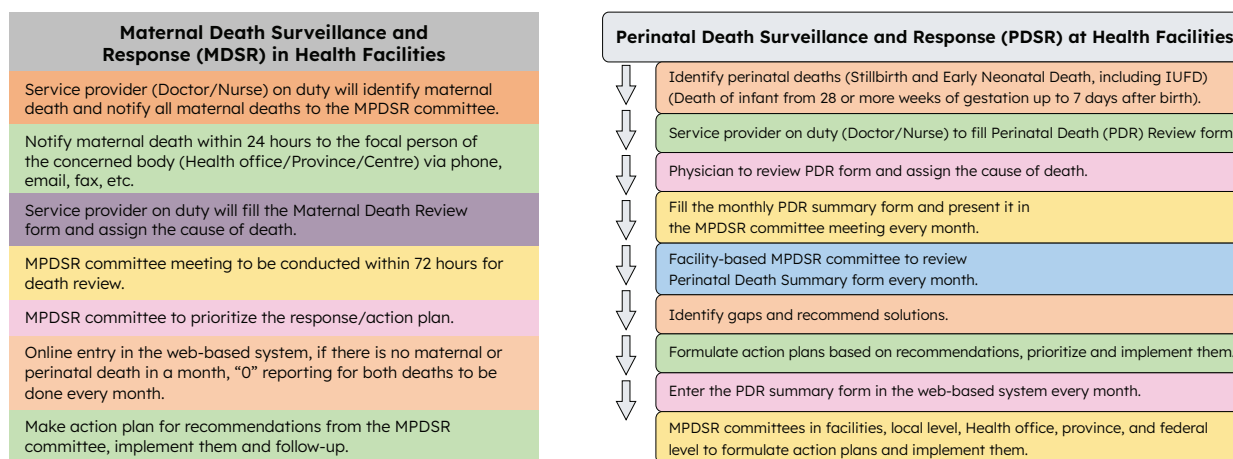 Maternal Death Surveillance and
Response (MDSR) in Health Facilities
Service provider (Doctor/Nurse) on duty will identify maternal
death and notify all maternal deaths to the MPDSR committee.
Notify maternal death within 24 hours to the focal person of
the concerned body (Health office/Province/Centre) via phone,
email, fax, etc.
Service provider on duty will fill the Maternal Death Review
form and assign the cause of death.
MPDSR committee meeting to be conducted within 72 hours for
death review.
MPDSR committee to prioritize the response/action plan.
Online entry in the web-based system, if there is no maternal or
perinatal death in a month, “0” reporting for both deaths to be
done every month.
Make action plan for recommendations from the MPDSR
committee, implement them and follow-up.
Perinatal Death Surveillance and Response (PDSR) at Health Facilities
Identify perinatal deaths (Stillbirth and Early Neonatal Death, including IUFD)
(Death of infant from 28 or more weeks of gestation up to 7 days after birth).
Service provider on duty (Doctor/Nurse) to fill Perinatal Death (PDR) Review form
Physician to review PDR form and assign the cause of death.
Fill the monthly PDR summary form and present it in
the MPDSR committee meeting every month.
Facility-based MPDSR committee to review
Perinatal Death Summary form every month.
Identify gaps and recommend solutions.
Formulate action plans based on recommendations, prioritize and implement them.
Enter the PDR summary form in the web-based system every month.
MPDSR committees in facilities, local level, Health office, province, and federal
level to formulate action plans and implement them.